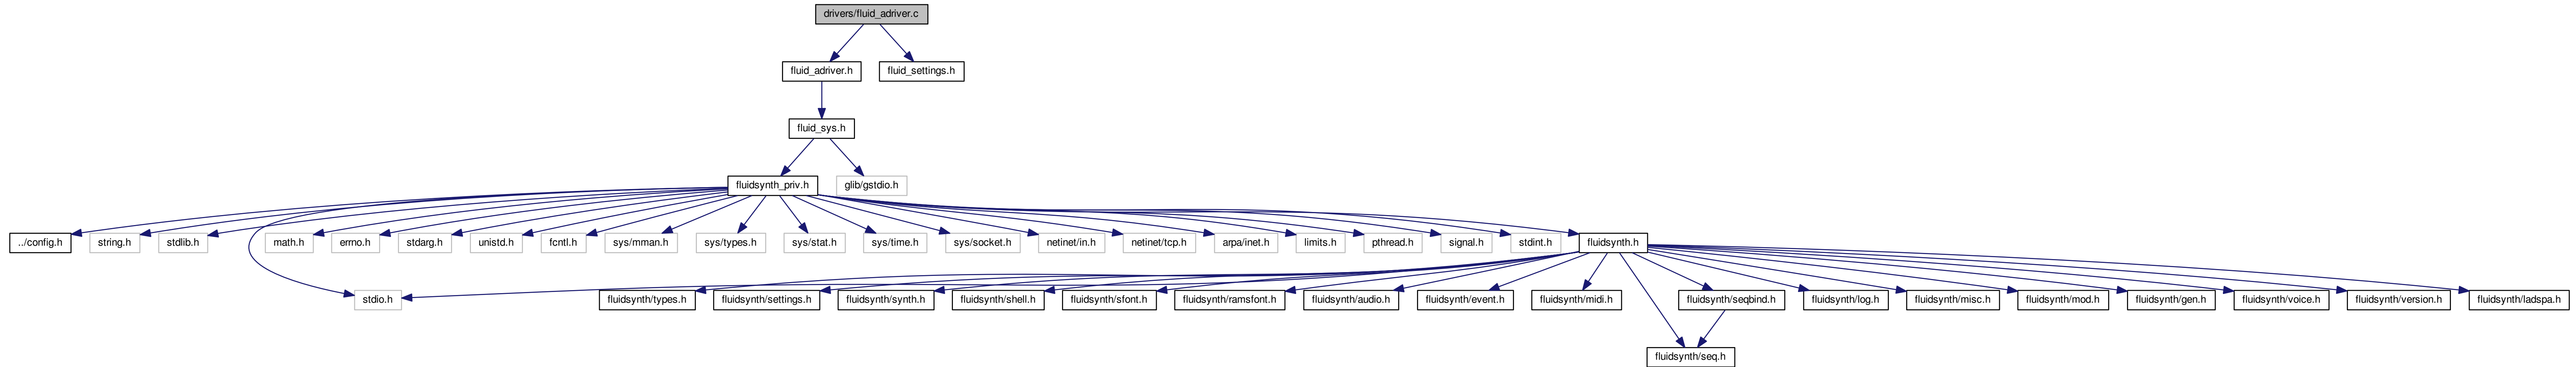 drivers/fluid_adriver.c
fluid_adriver.h
fluid_settings.h
fluid_sys.h
fluidsynth_priv.h
glib/gstdio.h
../config.h
string.h
stdlib.h
math.h
errno.h
stdarg.h
unistd.h
fcntl.h
sys/mman.h
sys/types.h
sys/stat.h
sys/time.h
sys/socket.h
netinet/in.h
netinet/tcp.h
arpa/inet.h
limits.h
pthread.h
signal.h
stdint.h
fluidsynth.h
stdio.h
fluidsynth/types.h
fluidsynth/settings.h
fluidsynth/synth.h
fluidsynth/shell.h
fluidsynth/sfont.h
fluidsynth/ramsfont.h
fluidsynth/audio.h
fluidsynth/event.h
fluidsynth/midi.h
fluidsynth/seqbind.h
fluidsynth/log.h
fluidsynth/misc.h
fluidsynth/mod.h
fluidsynth/gen.h
fluidsynth/voice.h
fluidsynth/version.h
fluidsynth/ladspa.h
fluidsynth/seq.h